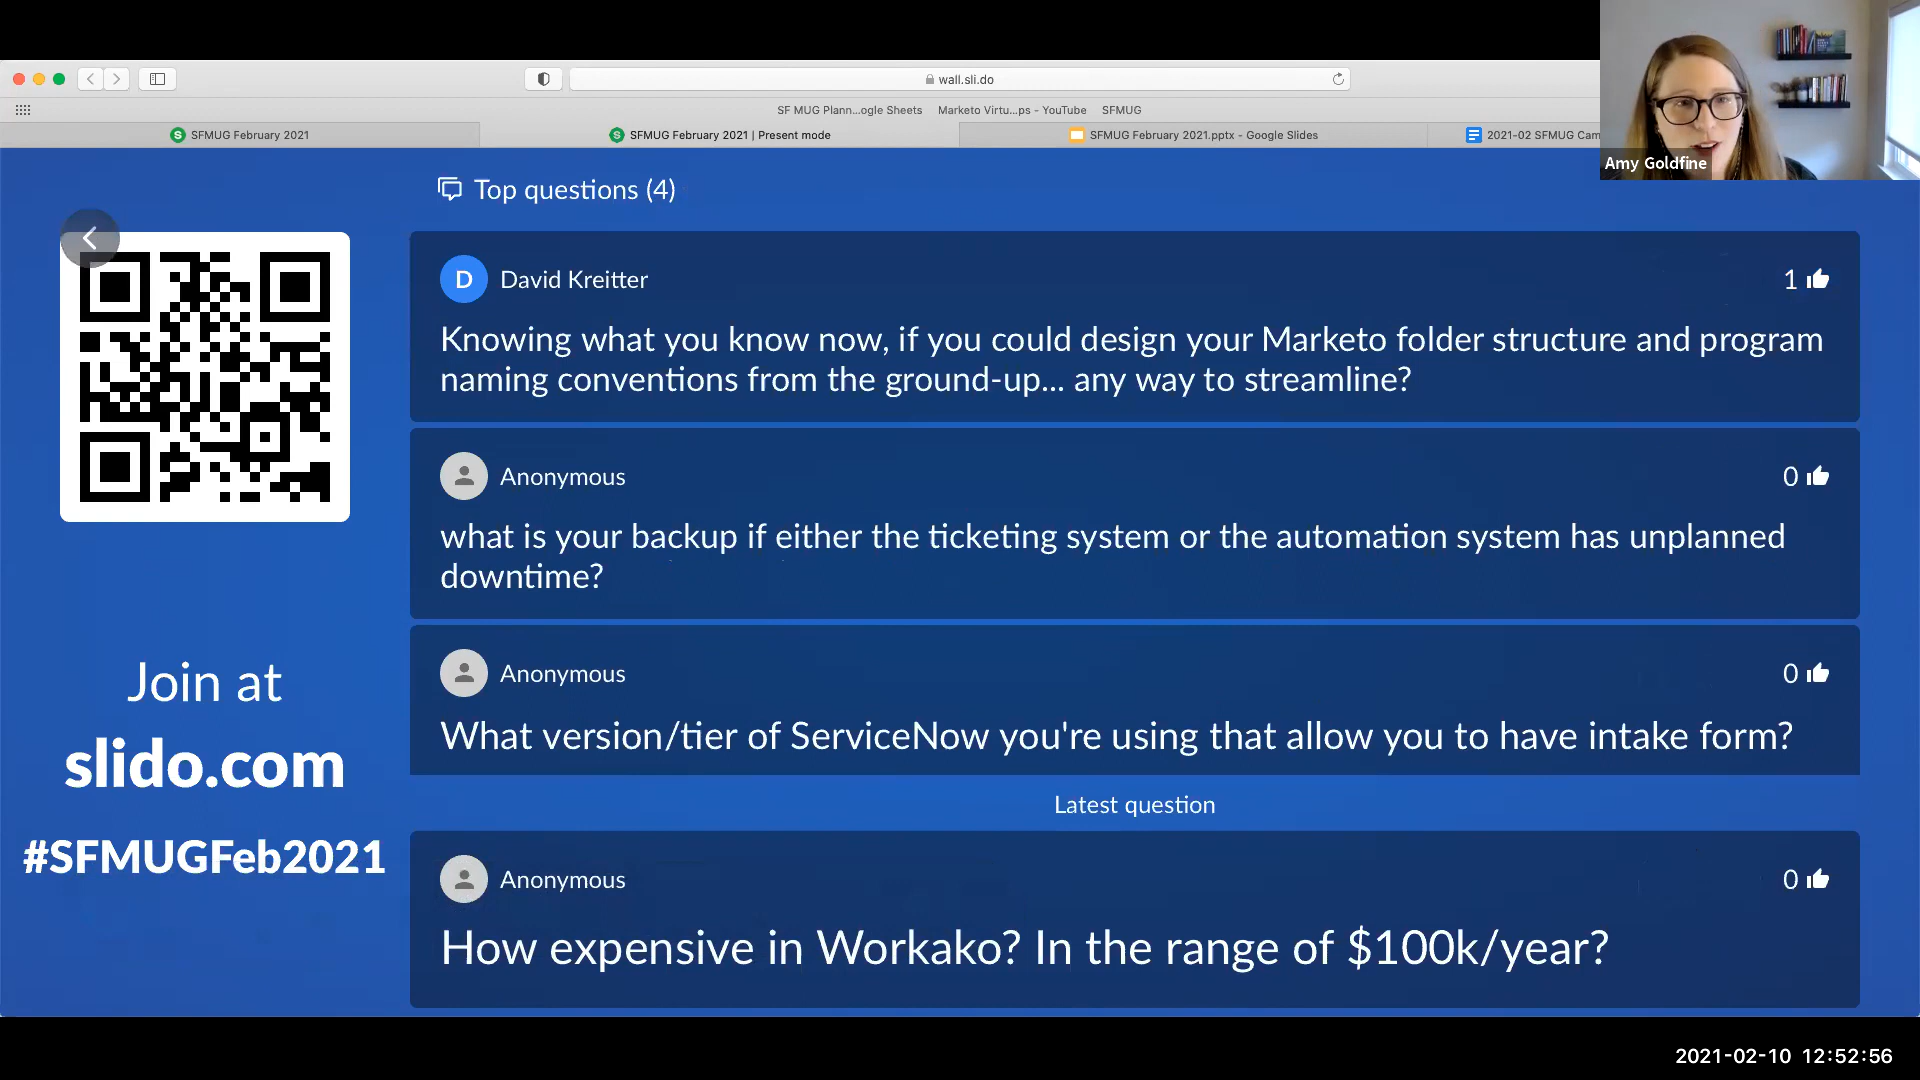 wall.sli.do
SF MUG Plann...ogle Sheets Marketo Virtu...ps - YouTube SFMUG
SFMUG February 2021 SFMUG February 2021 | Present mode SFMUG February 2021.pptx - Google Slides 2021-02 SFMUG Cam
Amy Goldfine
Top questions (4)
D David Kreitter 1
Knowing what you know now, if you could design your Marketo folder structure and program
naming conventions from the ground-up... any way to streamline?
Anonymous 0
what is your backup if either the ticketing system or the automation system has unplanned
downtime?
Anonymous 0
What version/tier of ServiceNow you're using that allow you to have intake form?
Latest question
Anonymous 0
How expensive in Workako? In the range of $100k/year?
Join at
slido.com
#SFMUGFeb2021
2021-02-10 12:52:56